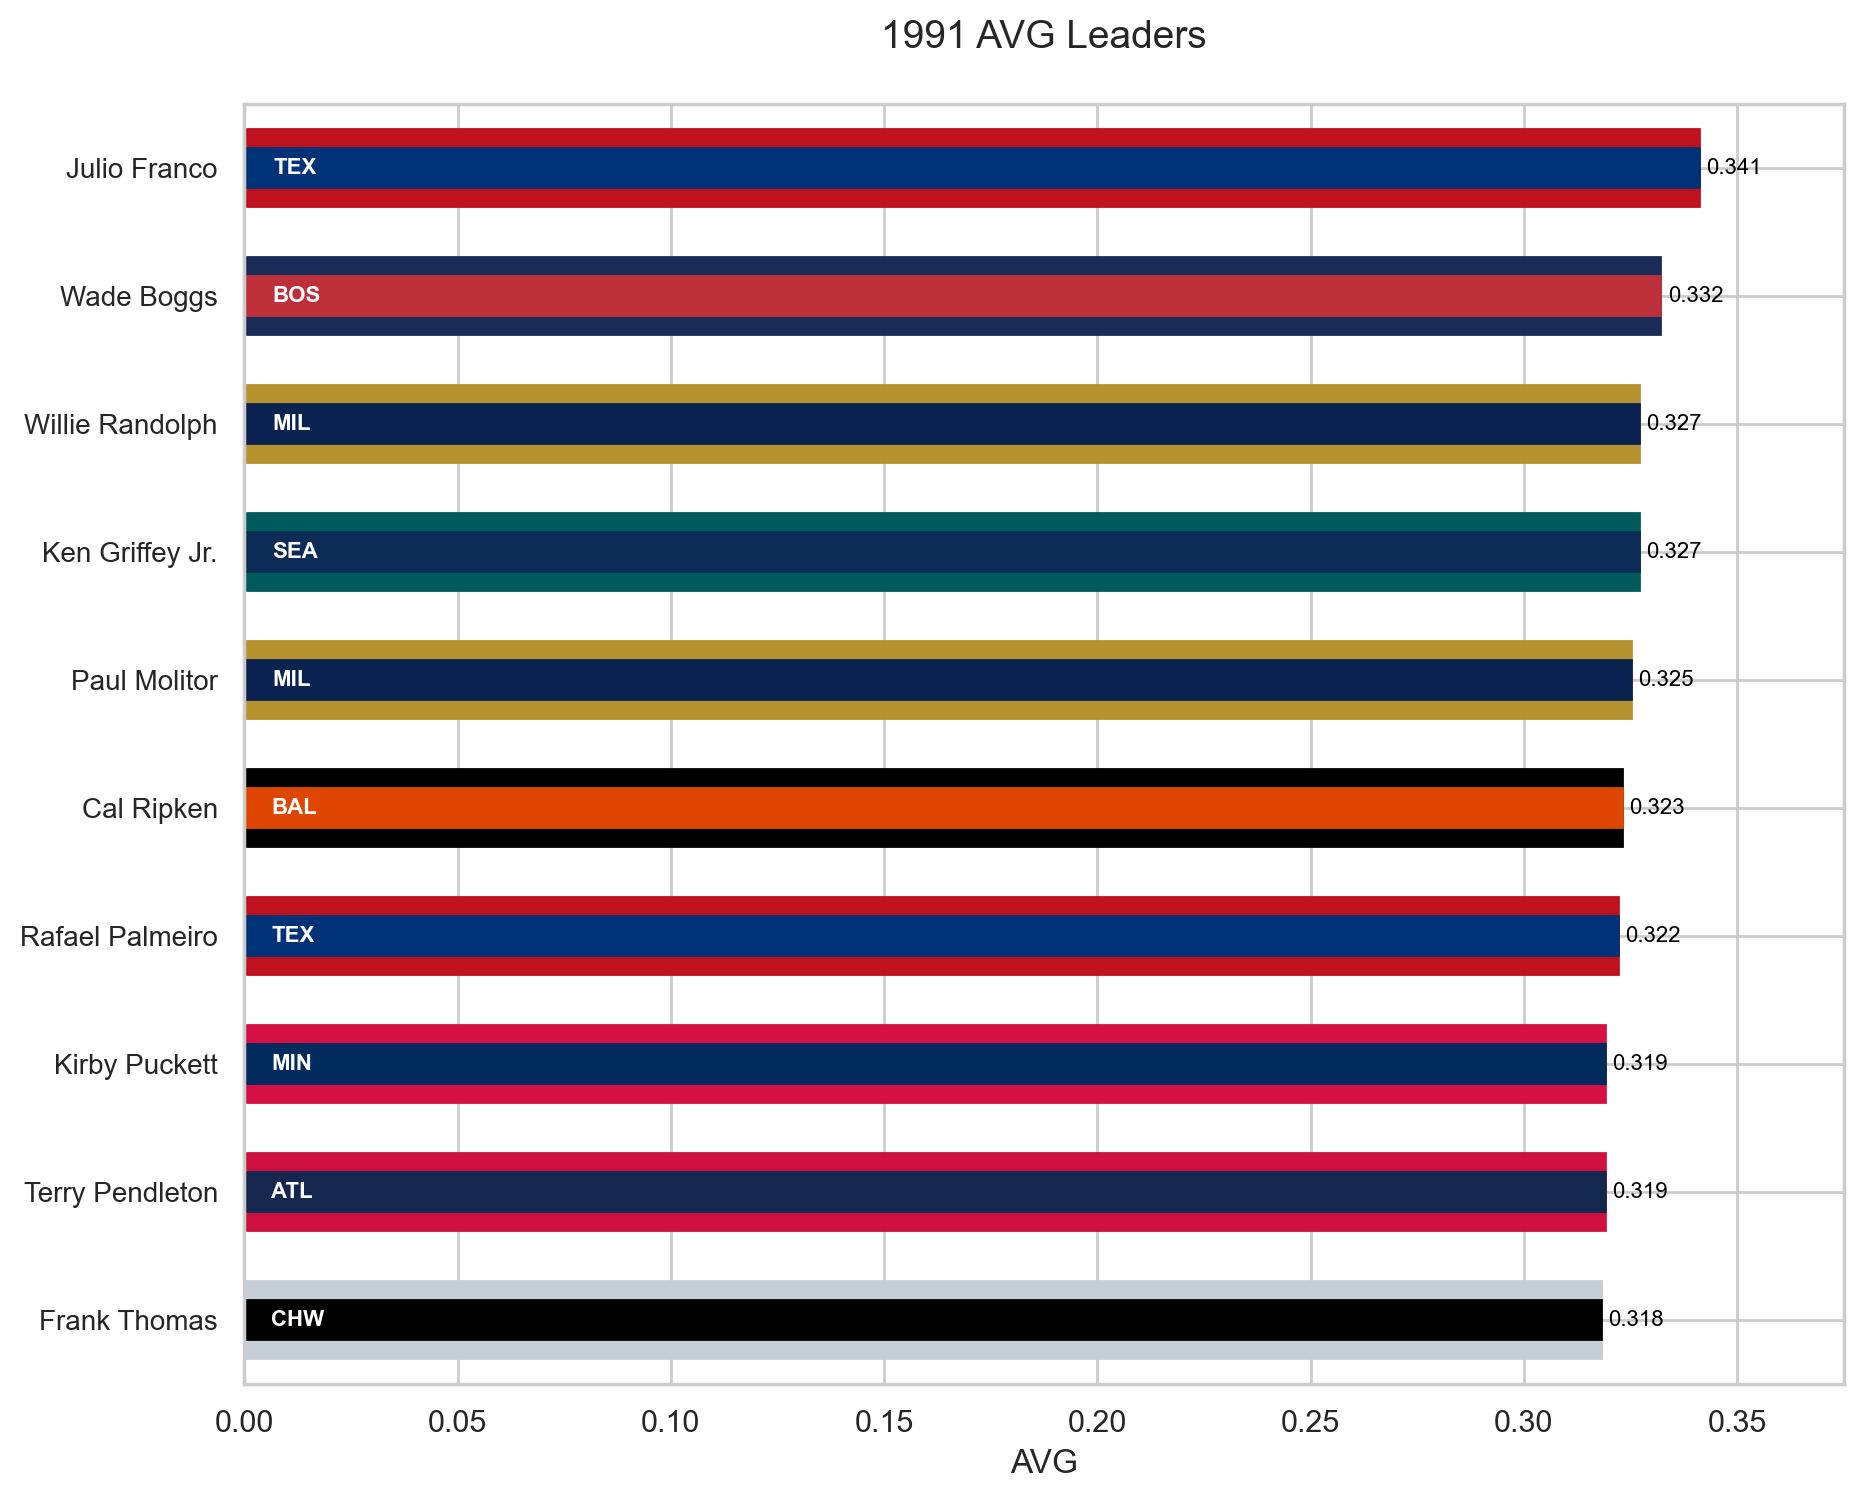 1991 AVG Leaders
Julio Franco TEX 0.341
Wade Boggs BOS 0.332
Willie Randolph MIL 0.327
Ken Griffey Jr. SEA 0.327
Paul Molitor MIL 0.325
Cal Ripken BAL 0.323
Rafael Palmeiro TEX 0.322
Kirby Puckett MIN 0.319
Terry Pendleton ATL 0.319
Frank Thomas CHW 0.318
0.00 0.05 0.10 0.15 0.20 0.25 0.30 0.35
AVG